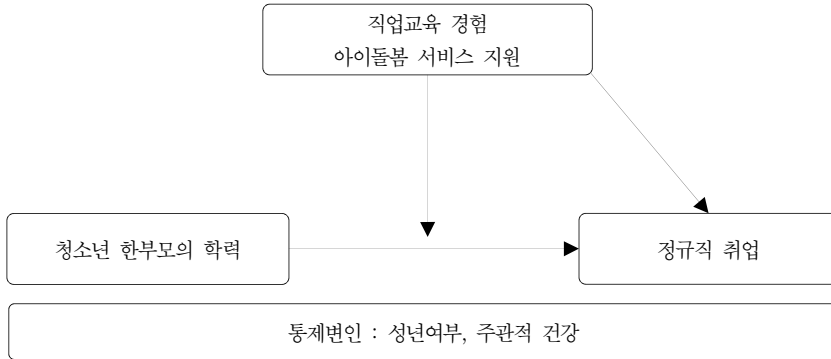 직업교육 경험
아이돌봄 서비스 지원
청소년 한부모의 학력
정규직 취업
통제변인 : 성년여부, 주관적 건강